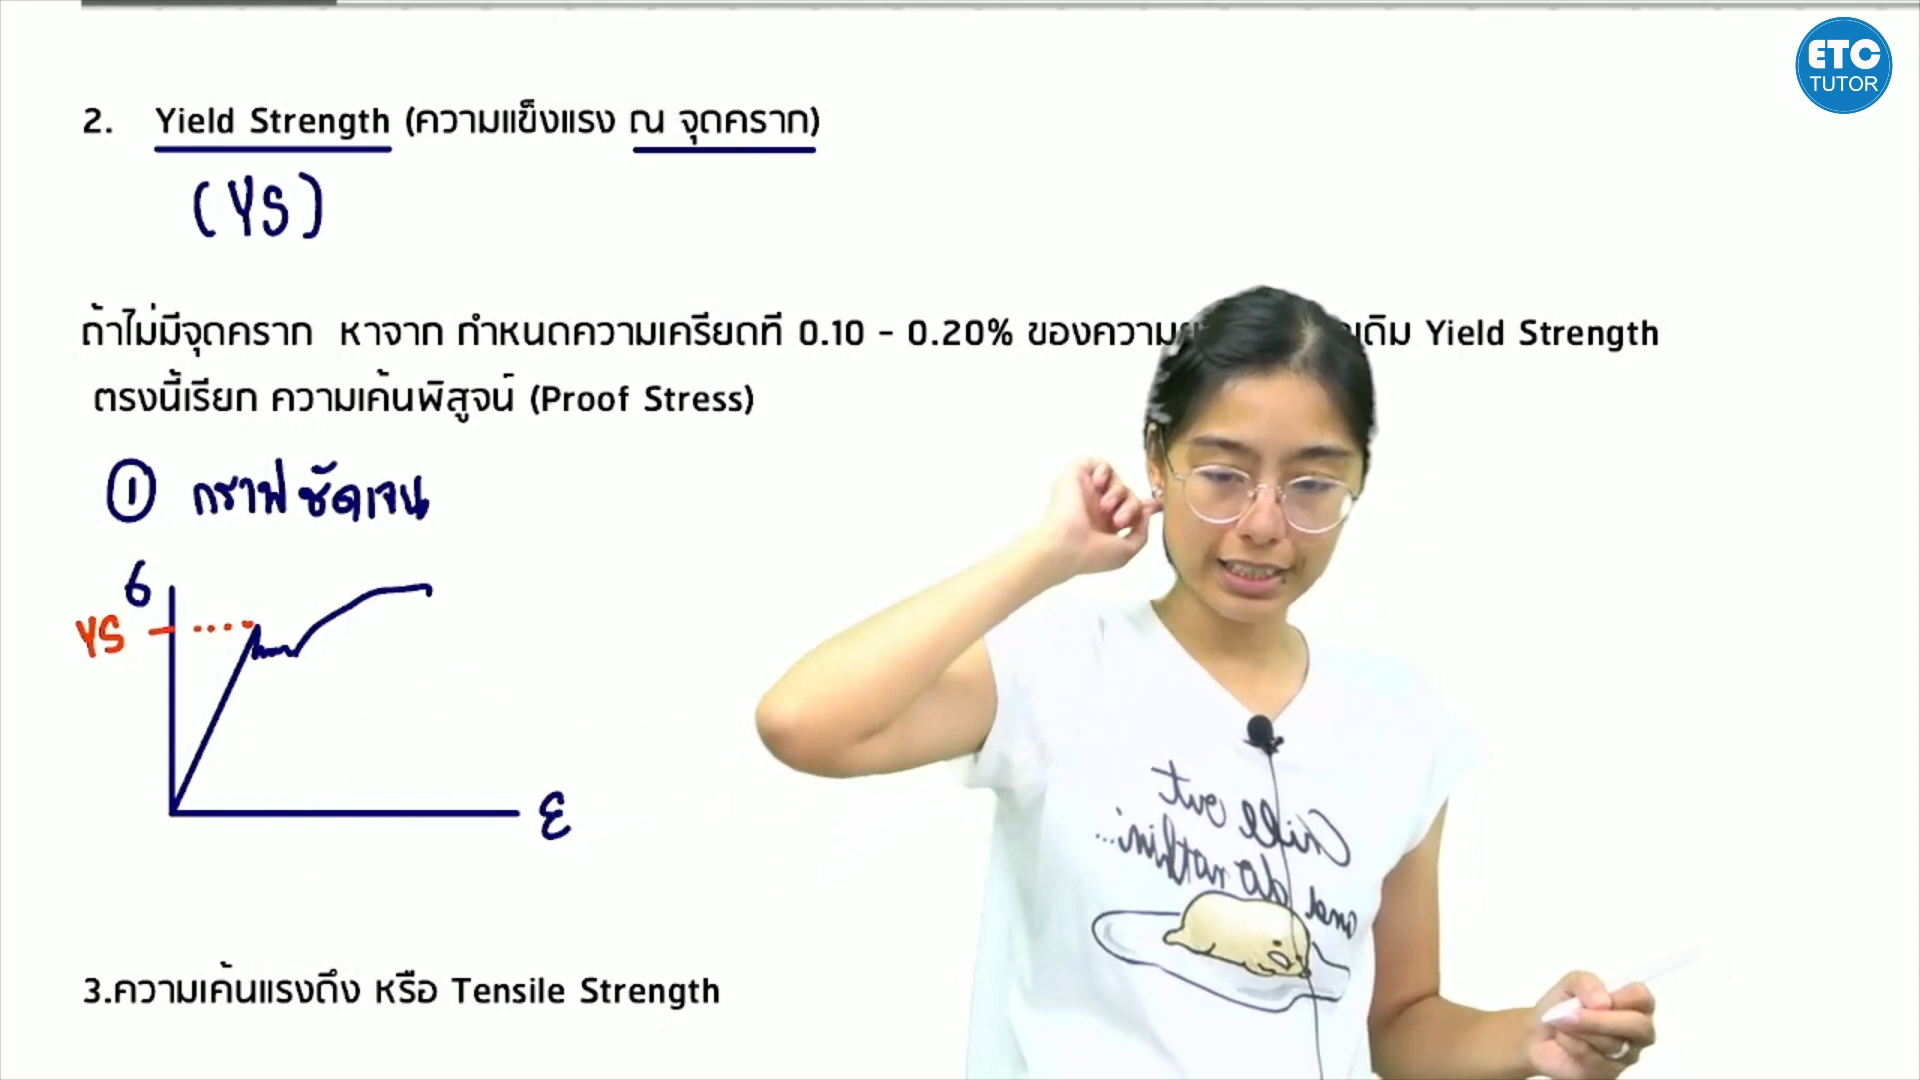 ETC
TUTOR
2. Yield Strength (ความแข็งแรง ณ จุดคราก)
(YS)
ถ้าไม่มีจุดคราก หาจาก กำหนดความเครียดที่ 0.10 - 0.20% ของความ เดิม Yield Strength
ตรงนี้เรียก ความเค้นพิสูจน์ (Proof Stress)
① กราฟชัดเจน
б
YS
ε
Chill out
and do nothin'...
3.ความเค้นแรงดึง หรือ Tensile Strength